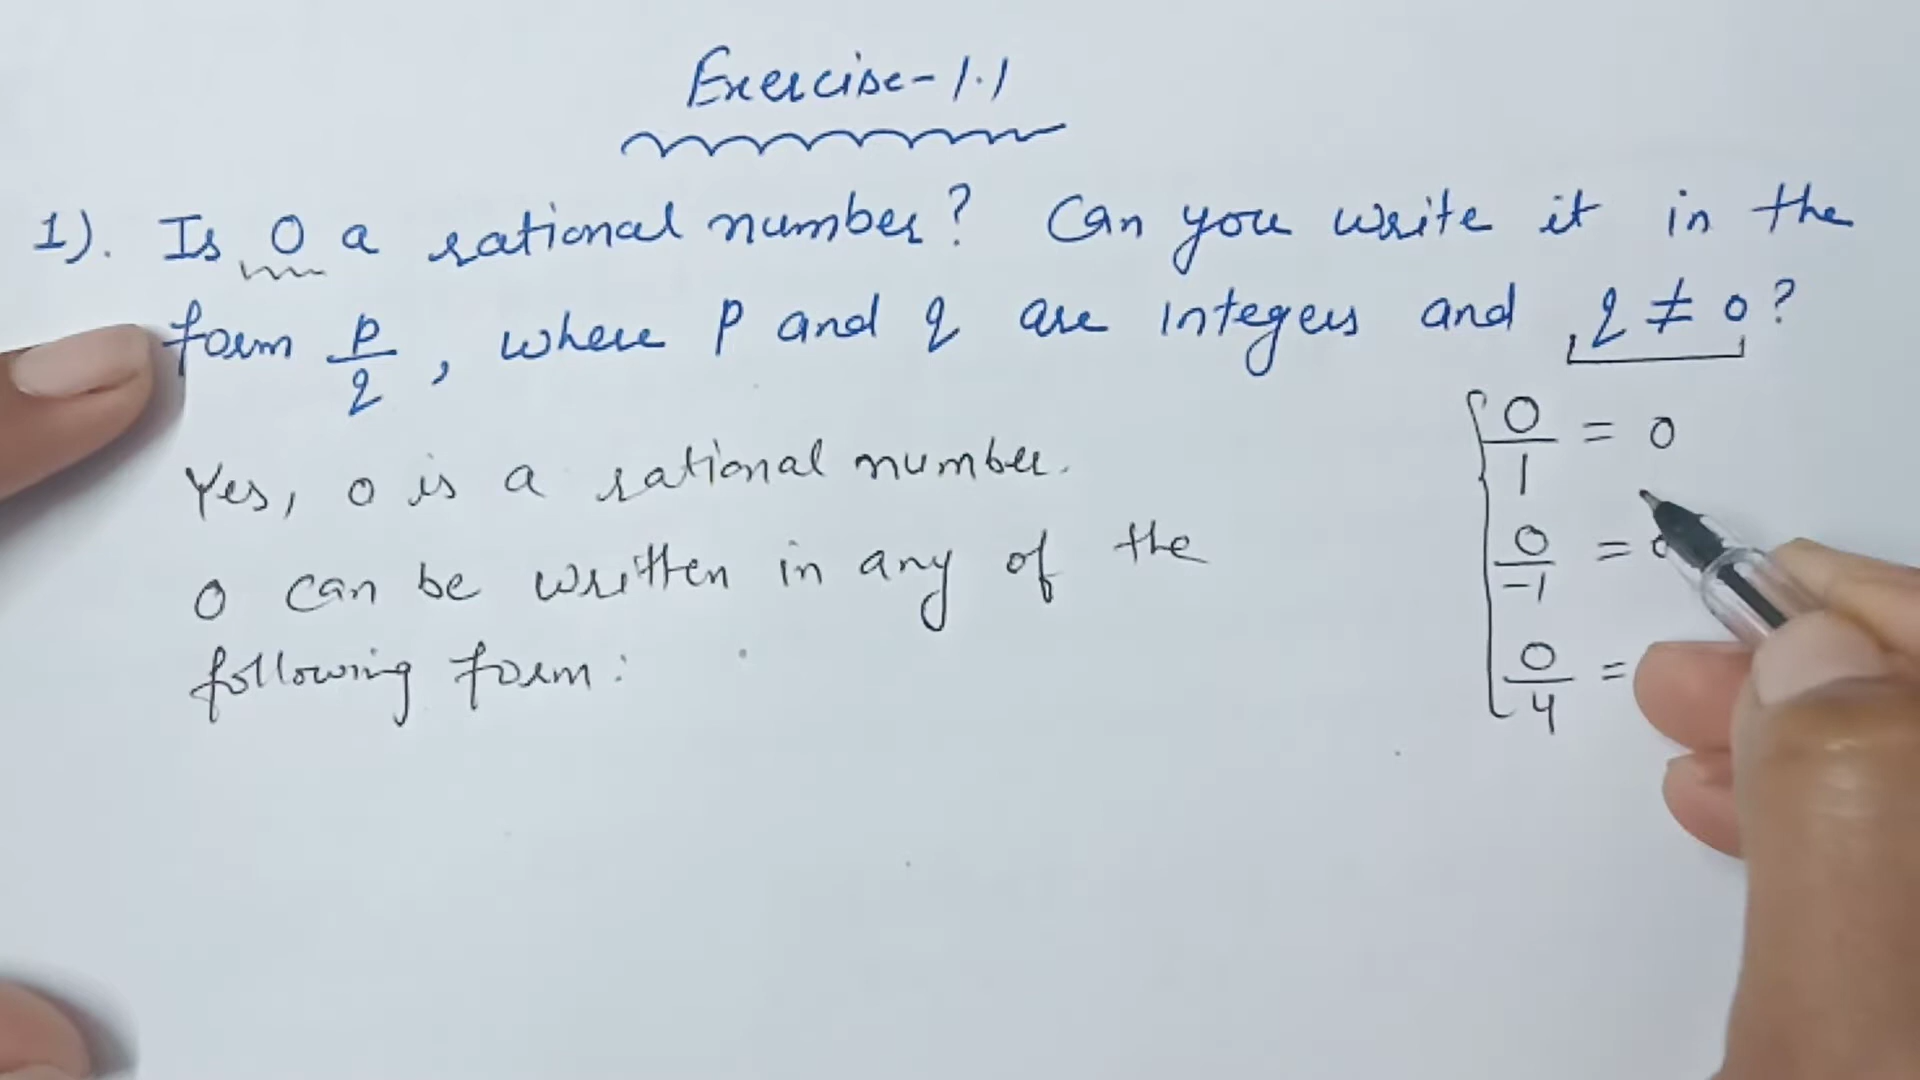 Exercise-1.1
1). Is 0 a rational number? Can you write it in the
form p/q, where p and q are integers and q ≠ 0?
Yes, 0 is a rational number.
0 can be written in any of the
following form:
0/1 = 0
0/-1 = 0
0/4 =